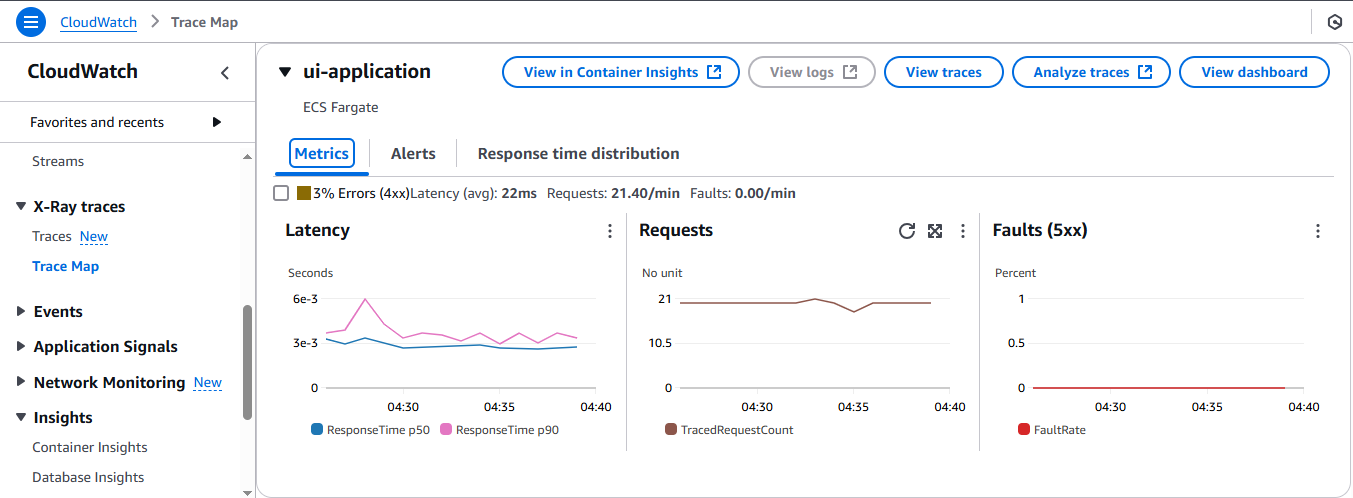 CloudWatch > Trace Map
CloudWatch
Favorites and recents
Streams
X-Ray traces
Traces New
Trace Map
Events
Application Signals
Network Monitoring New
Insights
Container Insights
Database Insights
ui-application
View in Container Insights
View logs
View traces
Analyze traces
View dashboard
ECS Fargate
Metrics
Alerts
Response time distribution
3% Errors (4xx)Latency (avg): 22ms Requests: 21.40/min Faults: 0.00/min
Latency
Seconds
6e-3
3e-3
0
04:30 04:35 04:40
ResponseTime p50 ResponseTime p90
Requests
No unit
21
10.5
0
04:30 04:35 04:40
TracedRequestCount
Faults (5xx)
Percent
1
0.5
0
04:30 04:35 04:40
FaultRate